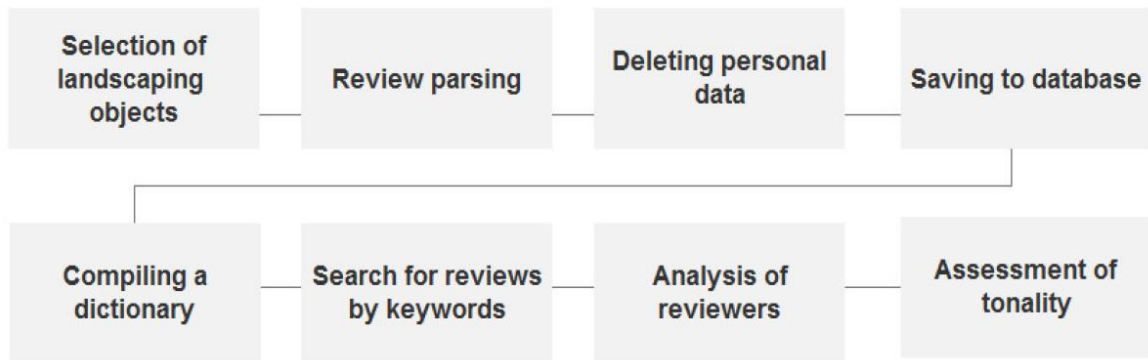 Selection of
landscaping
objects
Review parsing
Deleting personal
data
Saving to database
Compiling a
dictionary
Search for reviews
by keywords
Analysis of
reviewers
Assessment of
tonality